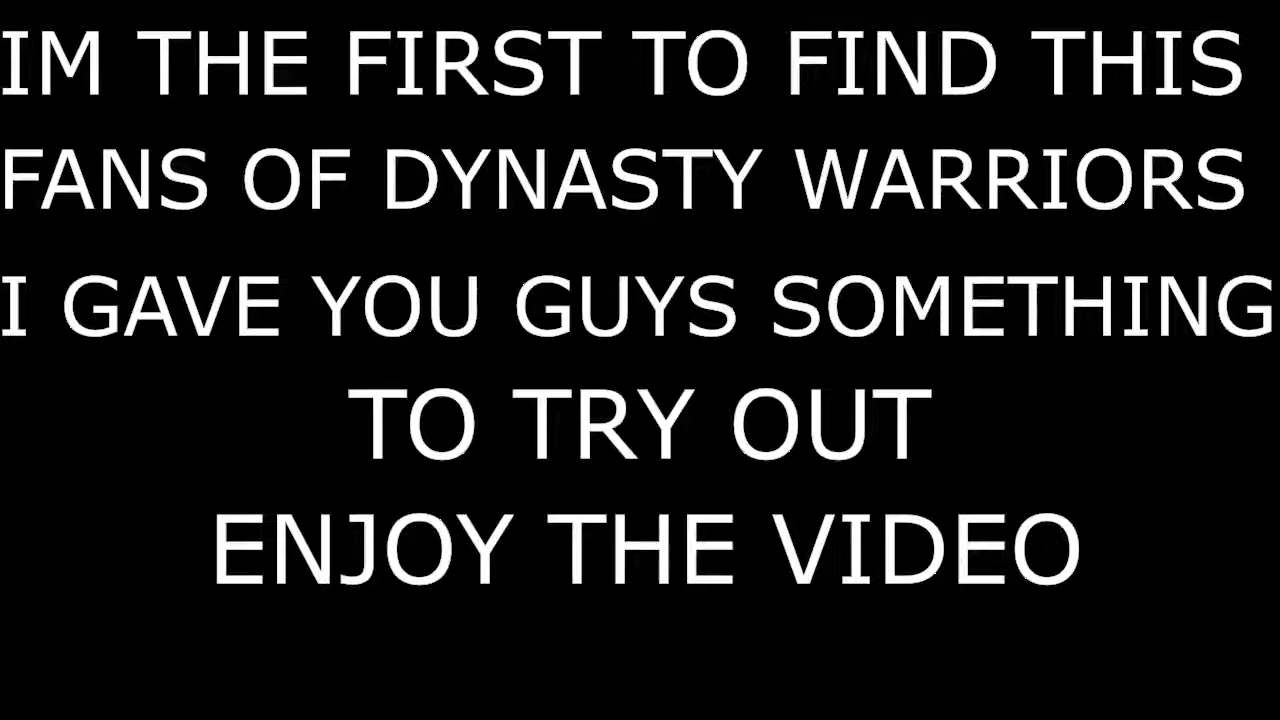 IM THE FIRST TO FIND THIS
FANS OF DYNASTY WARRIORS
I GAVE YOU GUYS SOMETHING
TO TRY OUT
ENJOY THE VIDEO